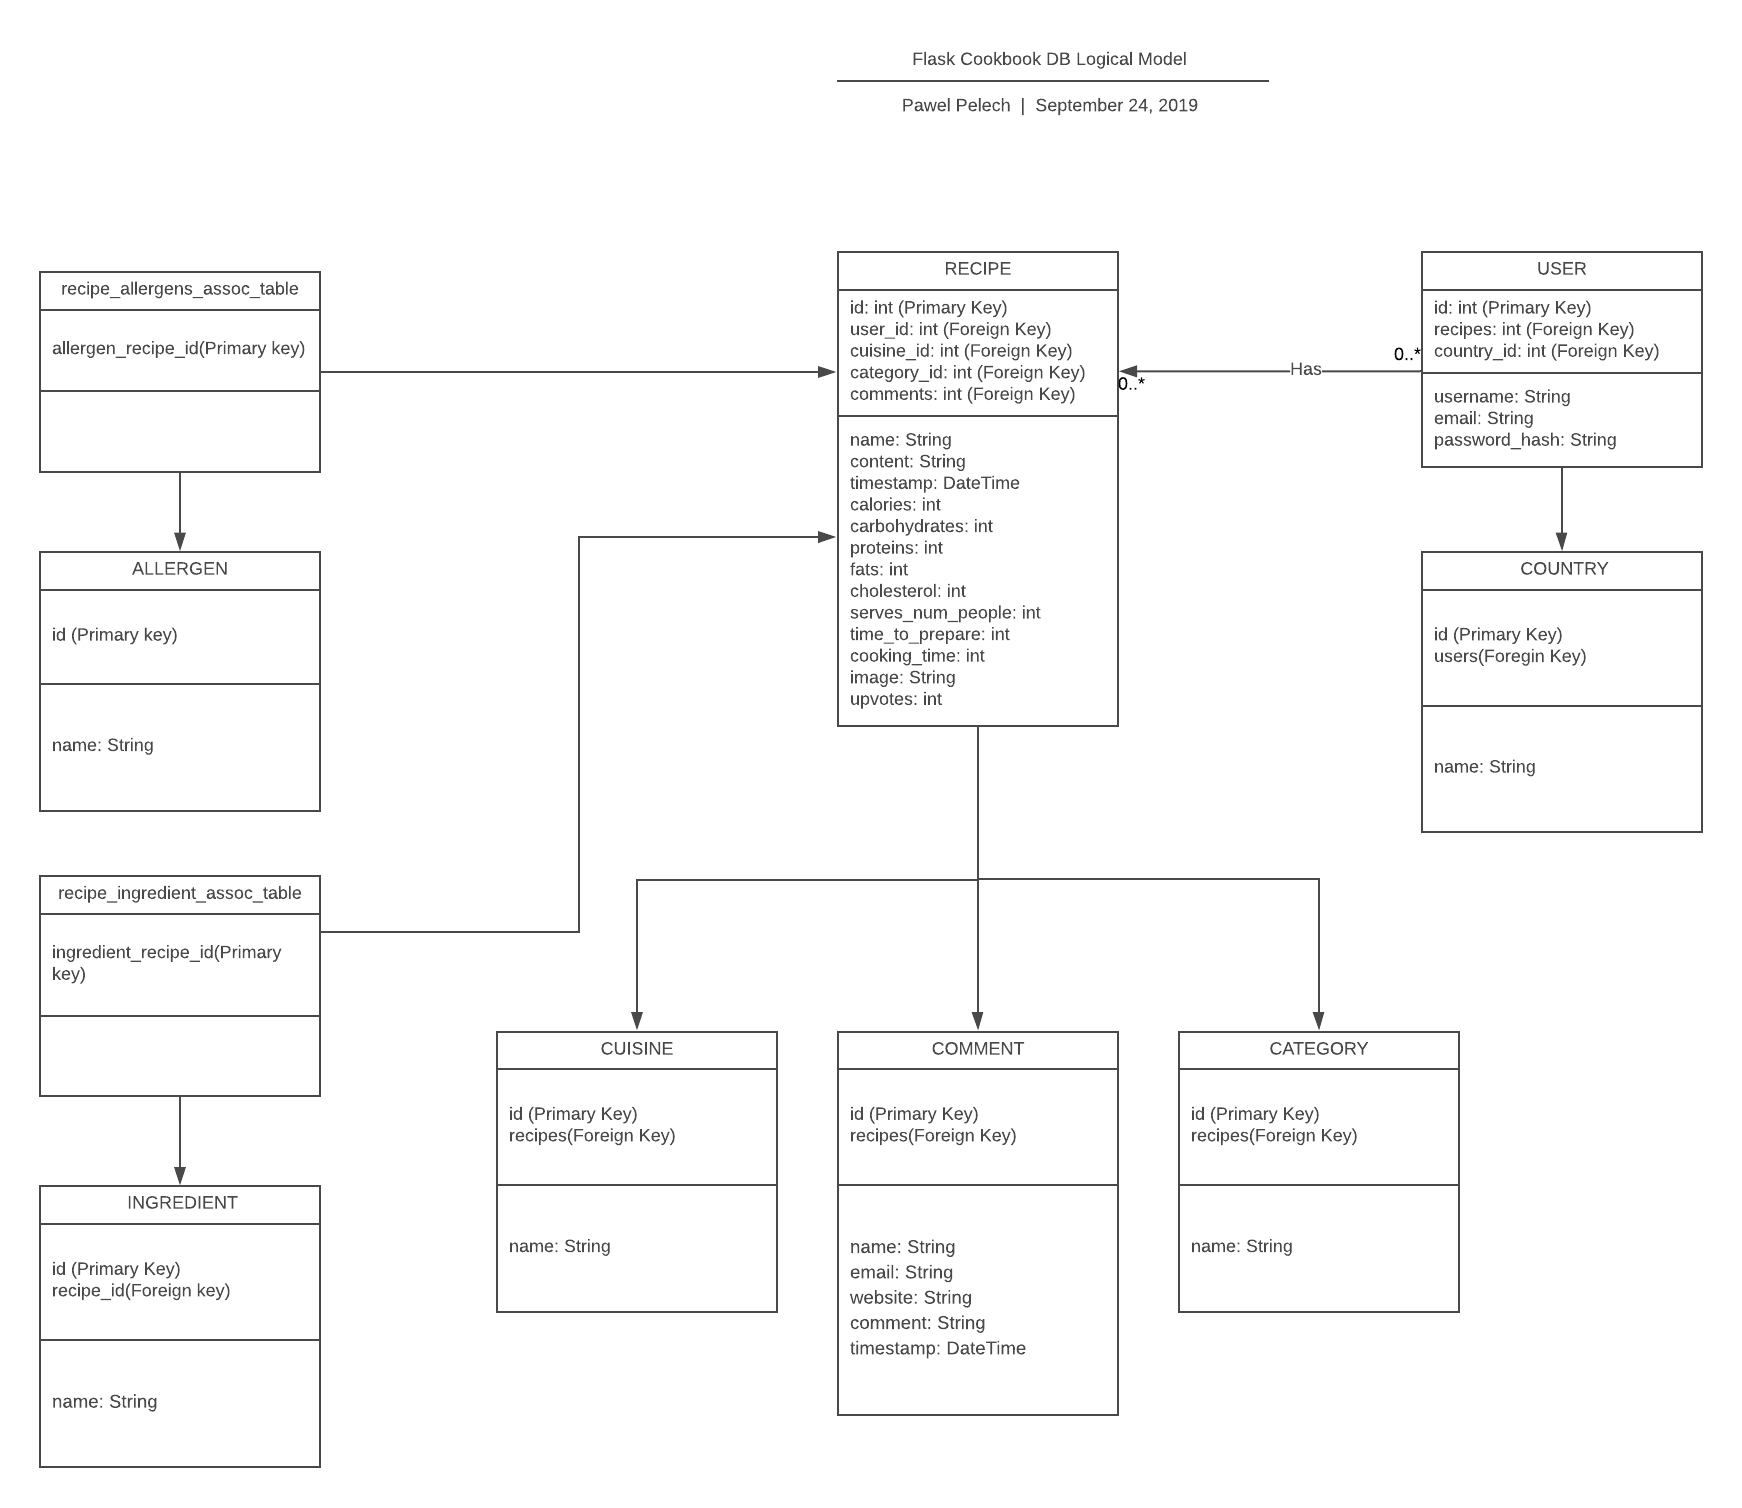 Flask Cookbook DB Logical Model
Pawel Pelech | September 24, 2019
recipe_allergens_assoc_table
allergen_recipe_id(Primary key)
RECIPE
id: int (Primary Key)
user_id: int (Foreign Key)
cuisine_id: int (Foreign Key)
category_id: int (Foreign Key)
comments: int (Foreign Key)
name: String
content: String
timestamp: DateTime
calories: int
carbohydrates: int
proteins: int
fats: int
cholesterol: int
serves_num_people: int
time_to_prepare: int
cooking_time: int
image: String
upvotes: int
0..*
Has
0..*
USER
id: int (Primary Key)
recipes: int (Foreign Key)
country_id: int (Foreign Key)
username: String
email: String
password_hash: String
ALLERGEN
id (Primary key)
name: String
COUNTRY
id (Primary Key)
users(Foregin Key)
name: String
recipe_ingredient_assoc_table
ingredient_recipe_id(Primary
key)
INGREDIENT
id (Primary Key)
recipe_id(Foreign key)
name: String
CUISINE
id (Primary Key)
recipes(Foreign Key)
name: String
COMMENT
id (Primary Key)
recipes(Foreign Key)
name: String
email: String
website: String
comment: String
timestamp: DateTime
CATEGORY
id (Primary Key)
recipes(Foreign Key)
name: String